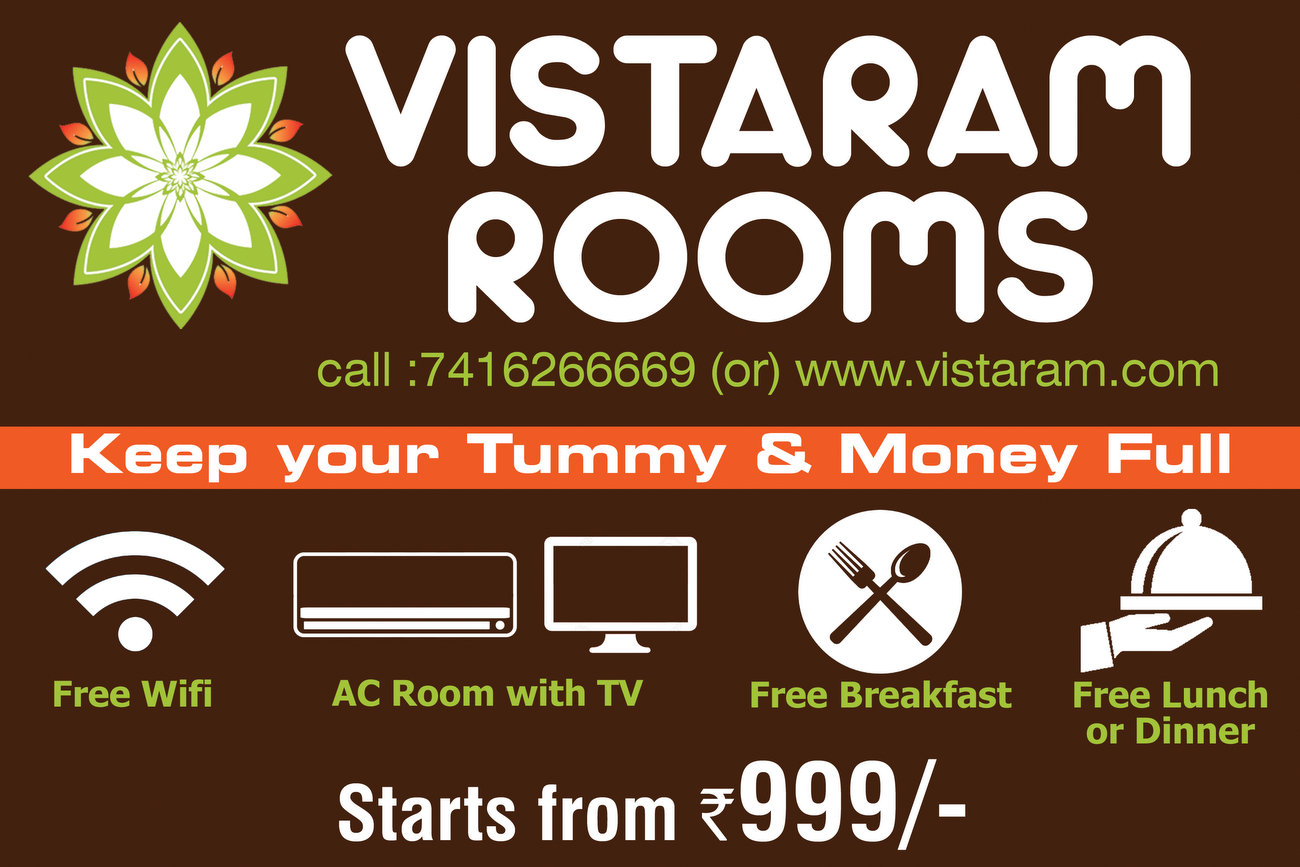 VISTARAM
ROOMS
call :7416266669 (or) www.vistaram.com
Keep your Tummy & Money Full
Free Wifi
AC Room with TV
Free Breakfast
Free Lunch
or Dinner
Starts from ₹999/-